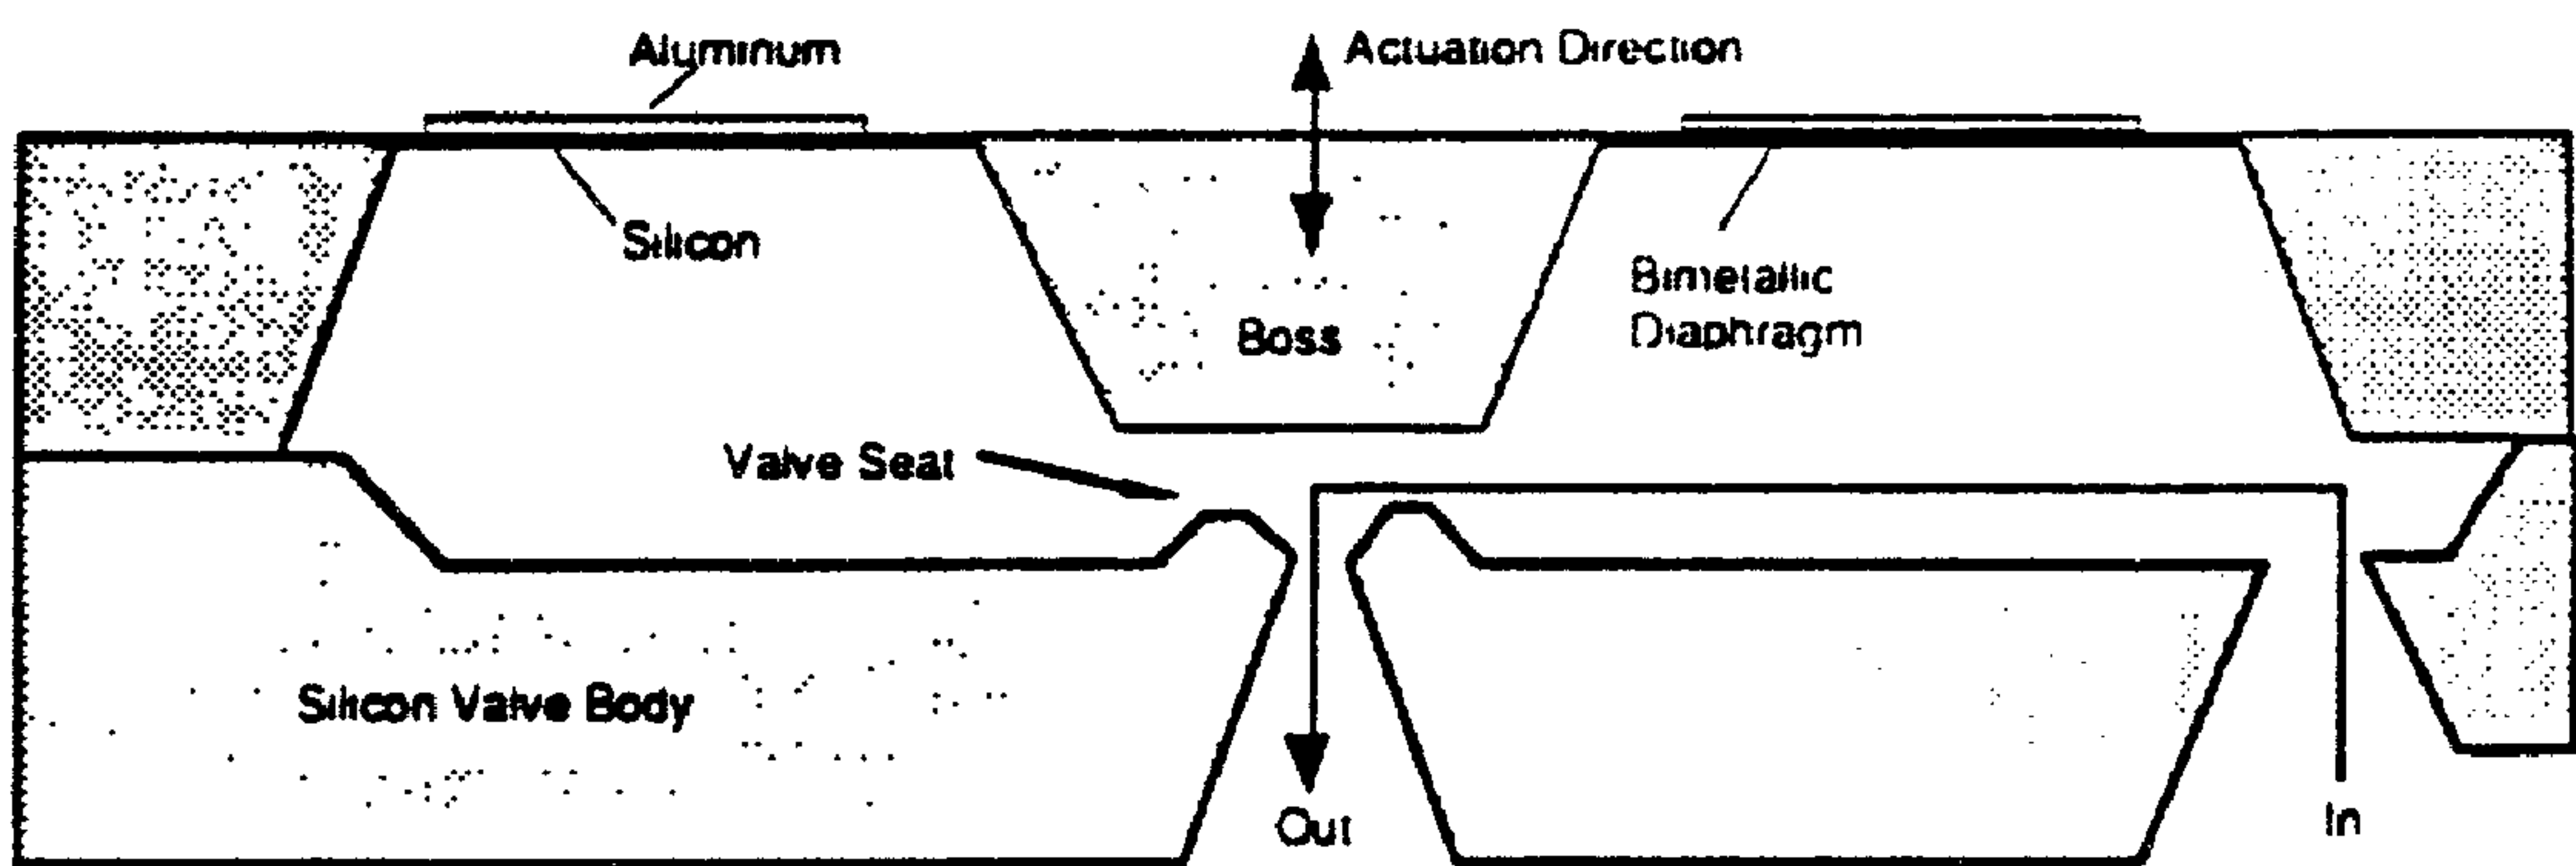 Aluminum
Actuation Direction
Silicon
Bimetallic
Diaphragm
Boss
Valve Seat
Silicon Valve Body
Out
In